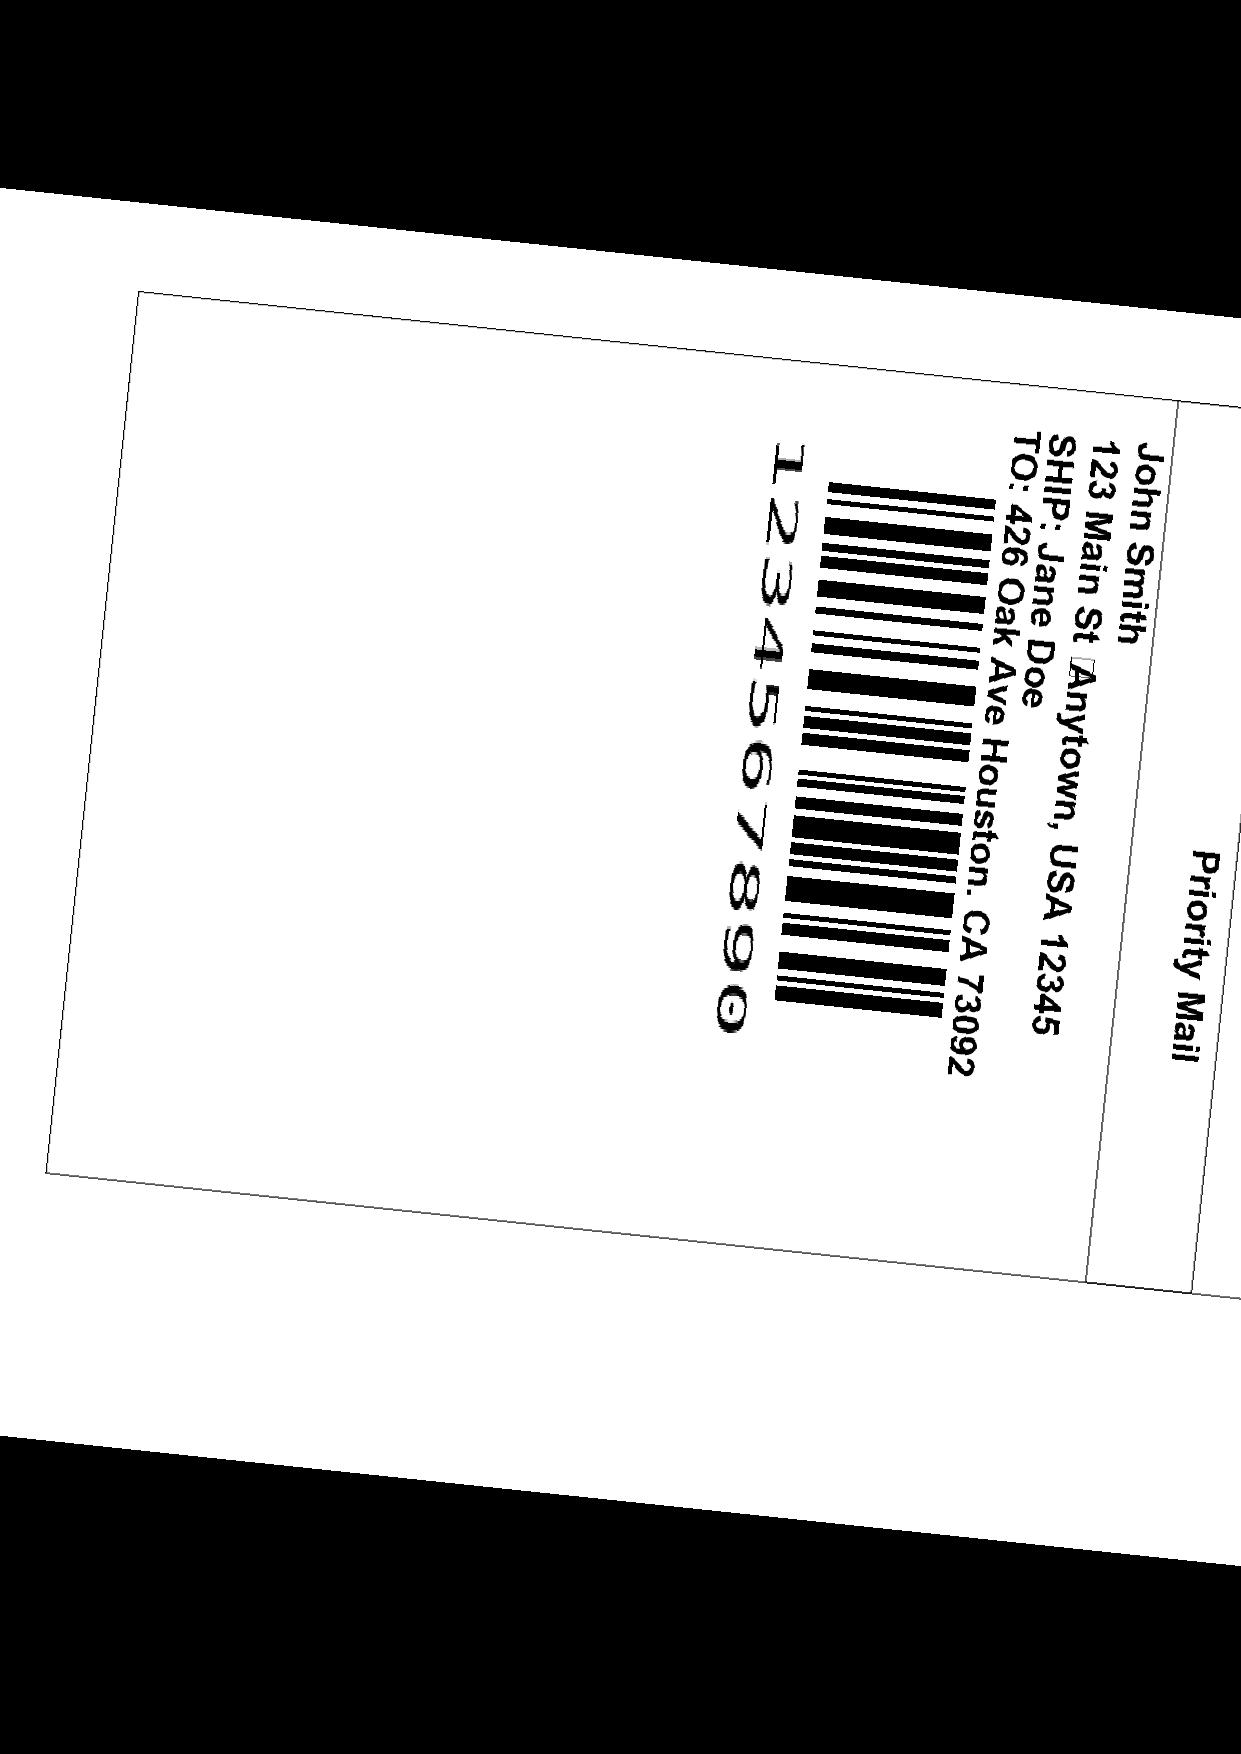 Priority Mail
John Smith
123 Main St Anytown, USA 12345
SHIP: Jane Doe
TO: 426 Oak Ave Houston. CA 73092
1234567890